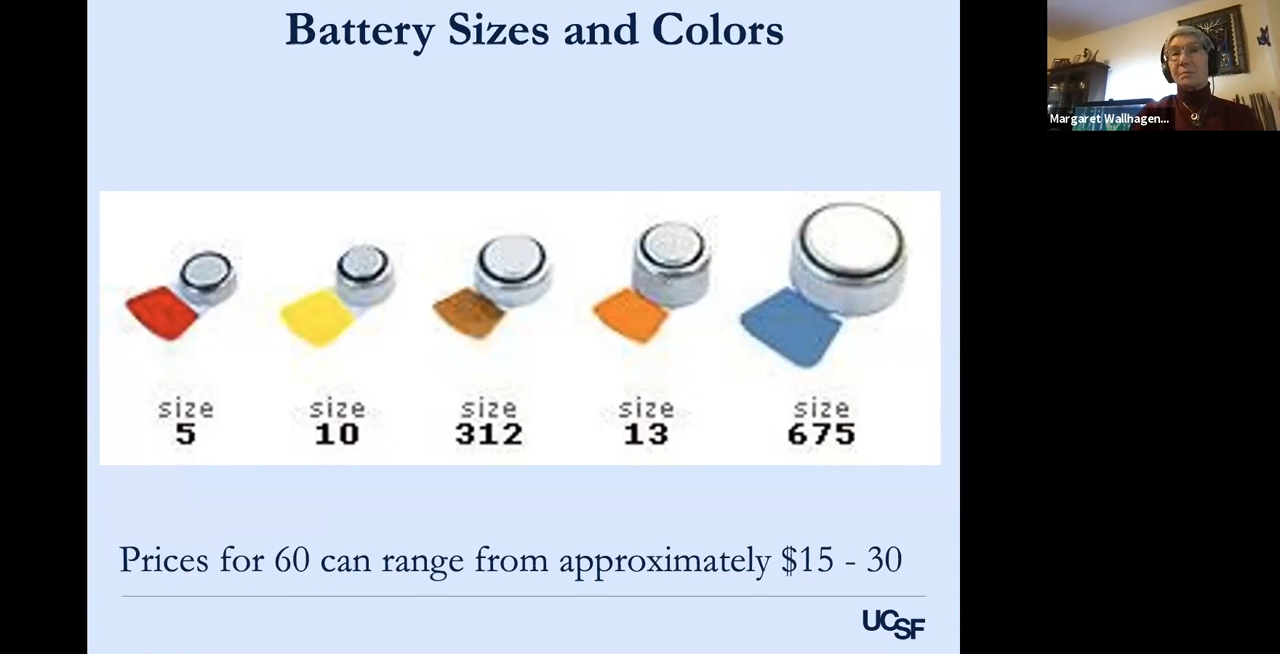 Battery Sizes and Colors
Margaret Wallhagen...
size size size size size
5 10 312 13 675
Prices for 60 can range from approximately $15 - 30
UCSF